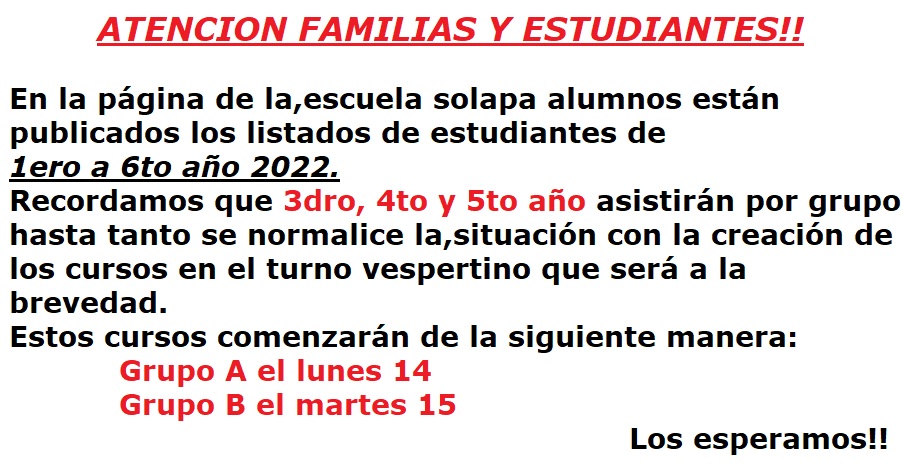 ATENCION FAMILIAS Y ESTUDIANTES!!
En la página de la,escuela solapa alumnos están
publicados los listados de estudiantes de
1ero a 6to año 2022.
Recordamos que 3dro, 4to y 5to año asistirán por grupo
hasta tanto se normalice la,situación con la creación de
los cursos en el turno vespertino que será a la
brevedad.
Estos cursos comenzarán de la siguiente manera:
Grupo A el lunes 14
Grupo B el martes 15
Los esperamos!!